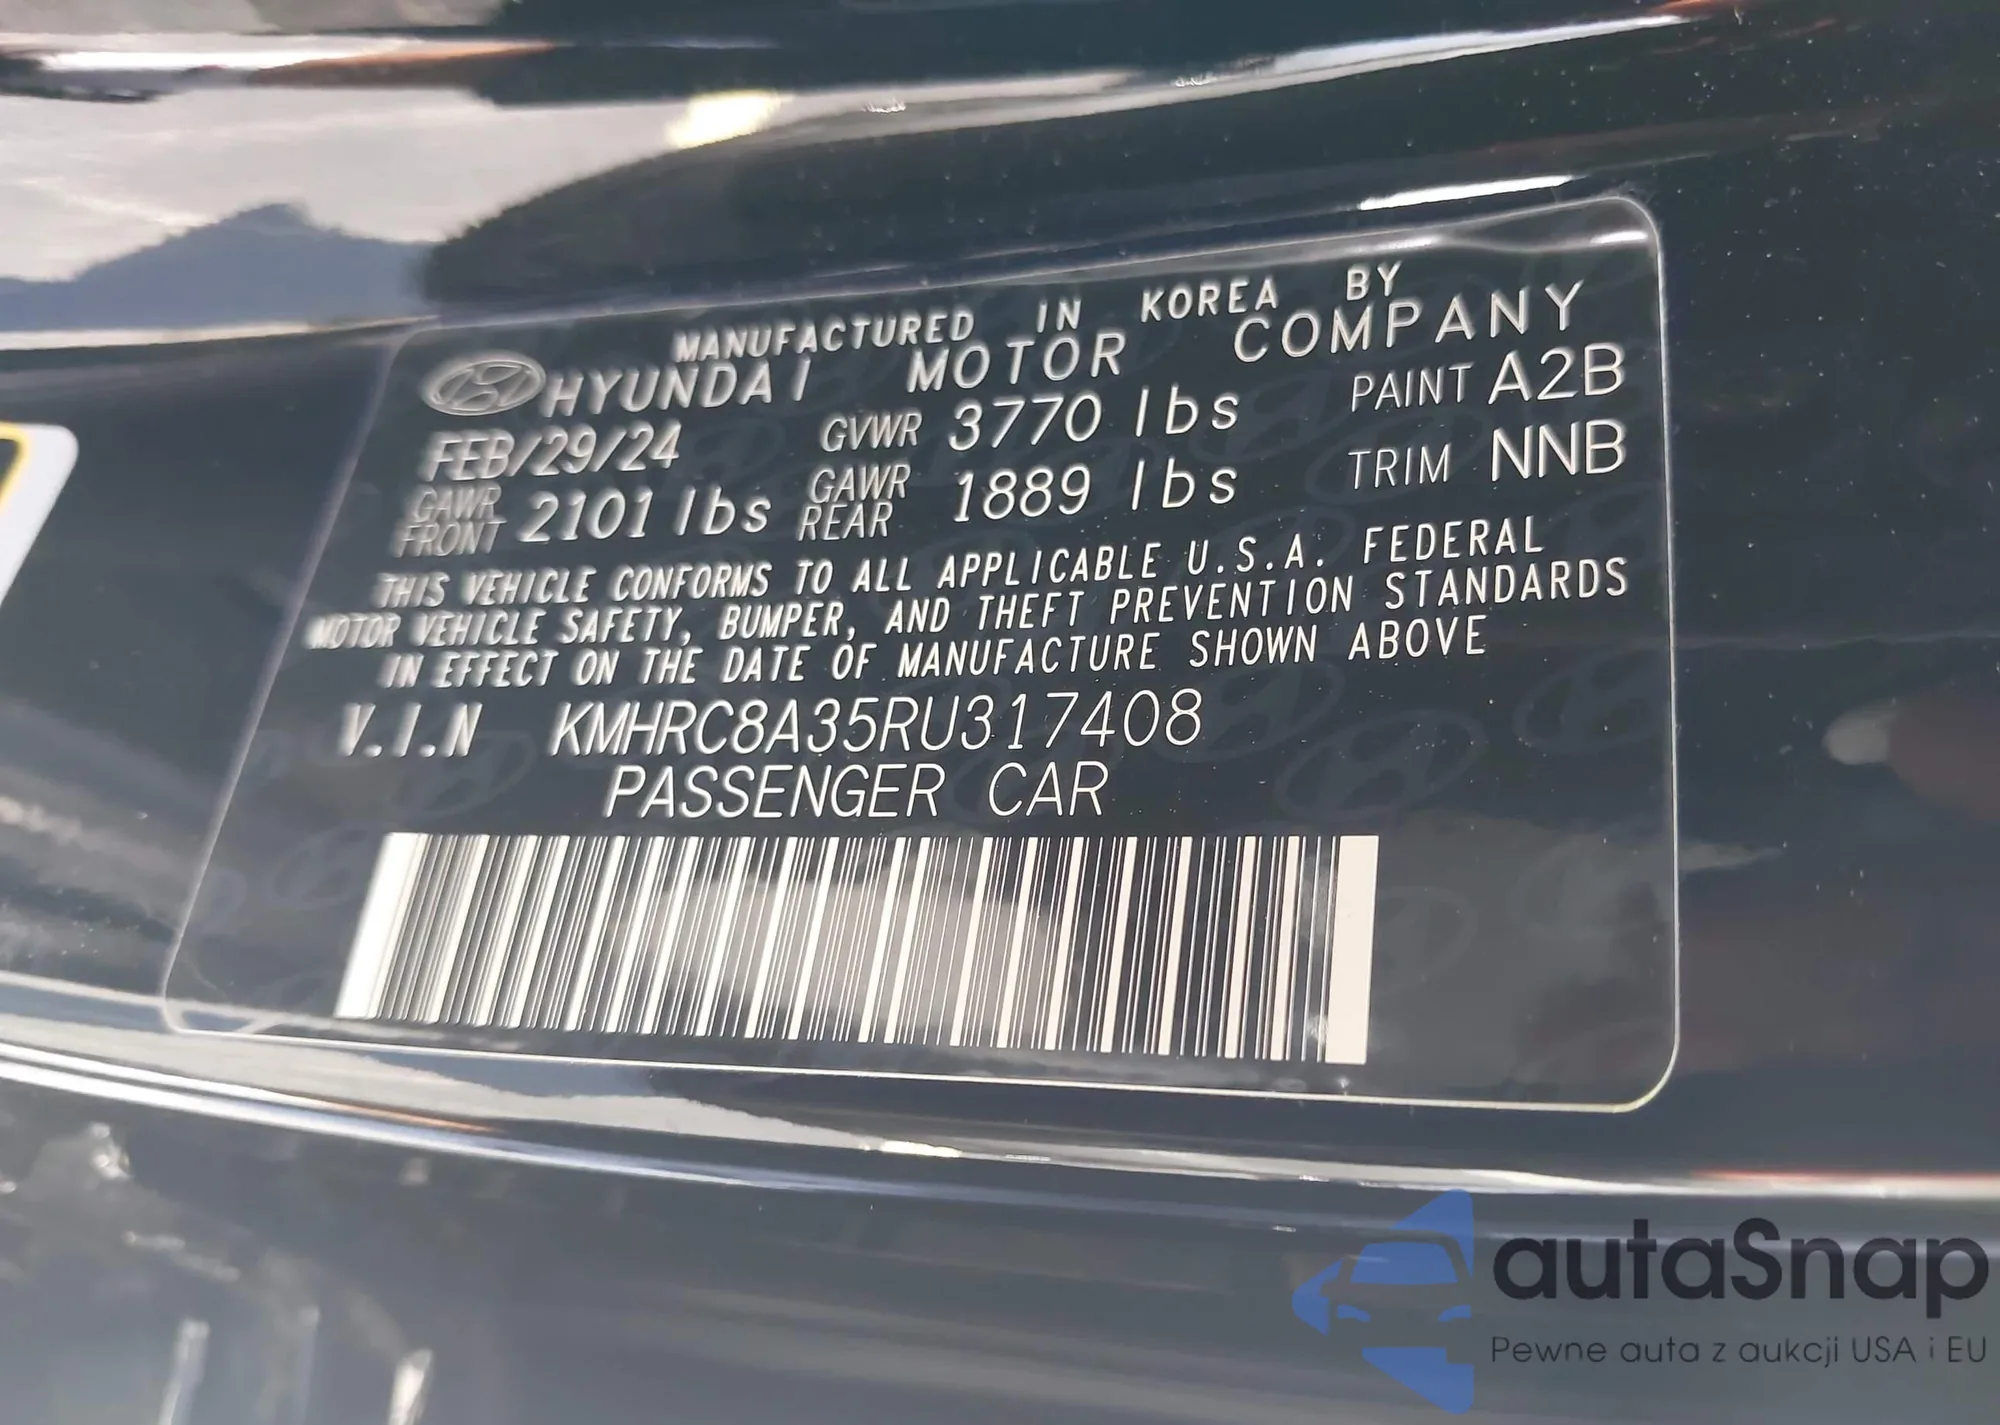 MANUFACTURED IN KOREA BY
HYUNDAI MOTOR COMPANY
FEB/29/24 GVWR 3770 lbs PAINT A2B
GAWR FRONT 2101 lbs GAWR REAR 1889 lbs TRIM NNB
THIS VEHICLE CONFORMS TO ALL APPLICABLE U.S.A. FEDERAL
MOTOR VEHICLE SAFETY, BUMPER, AND THEFT PREVENTION STANDARDS
IN EFFECT ON THE DATE OF MANUFACTURE SHOWN ABOVE
V.I.N KMHRC8A35RU317408
PASSENGER CAR
autaSnap
Pewne auta z aukcji USA i EU